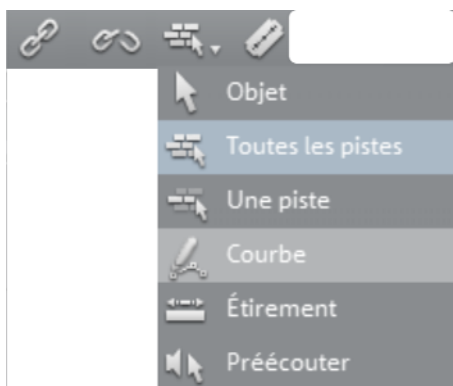 Objet
Toutes les pistes
Une piste
Courbe
Étirement
Préécouter